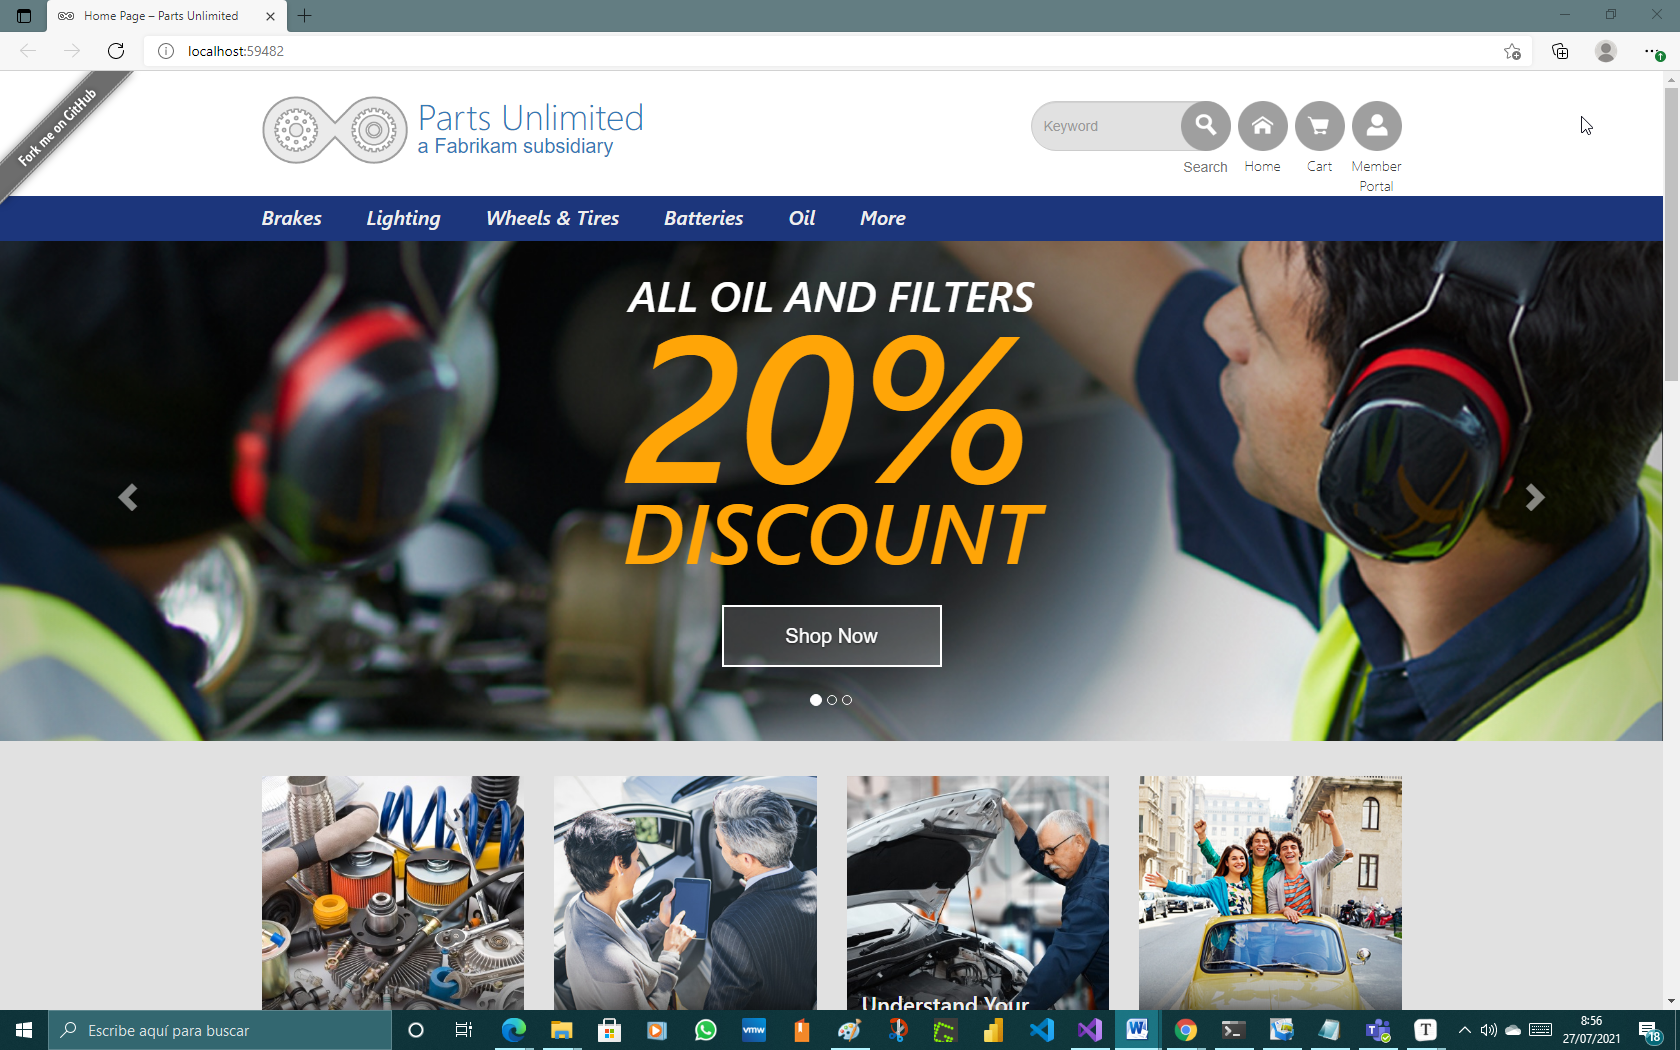 Home Page – Parts Unlimited
localhost:59482
Fork me on GitHub
Parts Unlimited
a Fabrikam subsidiary
Keyword
Search
Home
Cart
Member
Portal
Brakes
Lighting
Wheels & Tires
Batteries
Oil
More
ALL OIL AND FILTERS
20%
DISCOUNT
Shop Now
Understand Your
Escribe aquí para buscar
vmw
W
T
8:56
27/07/2021
18